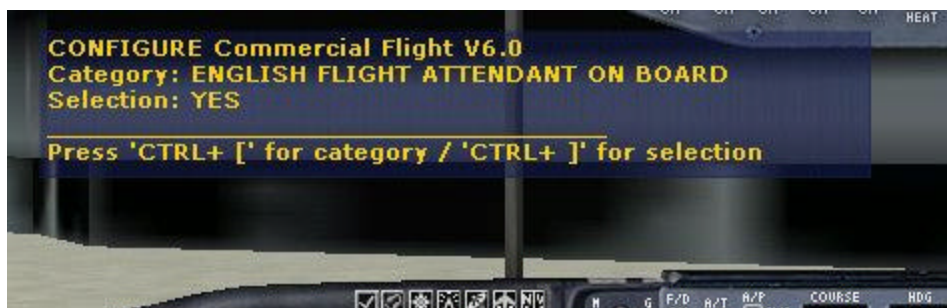 HEAT
CONFIGURE Commercial Flight V6.0
Category: ENGLISH FLIGHT ATTENDANT ON BOARD
Selection: YES
Press 'CTRL+ [' for category / 'CTRL+ ]' for selection
F/D A/T A/P COURSE HDG